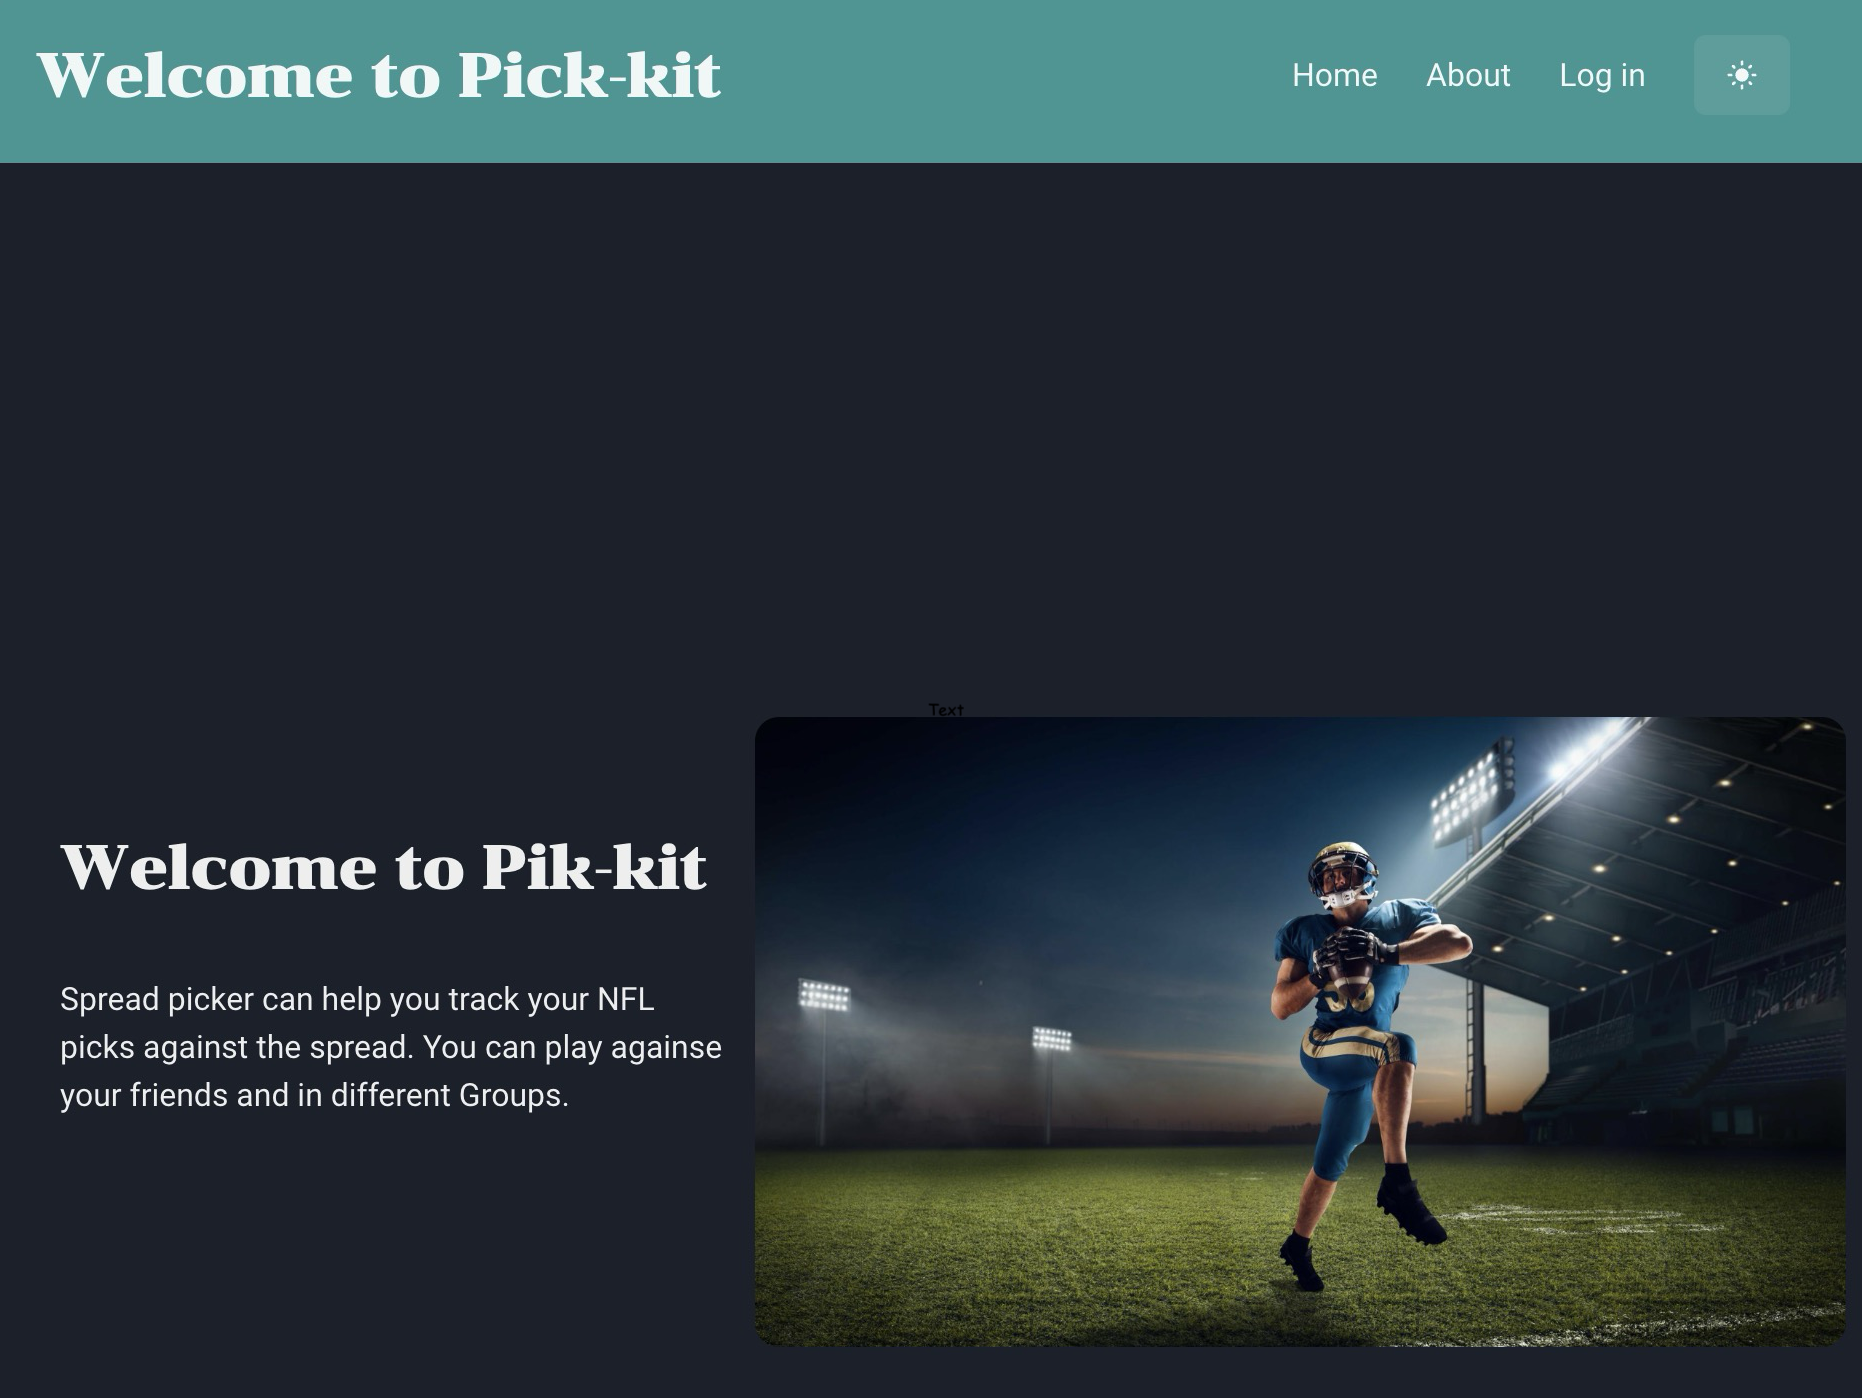 Welcome to Pick-kit
Home About Log in
Text
Welcome to Pik-kit
Spread picker can help you track your NFL
picks against the spread. You can play againse
your friends and in different Groups.